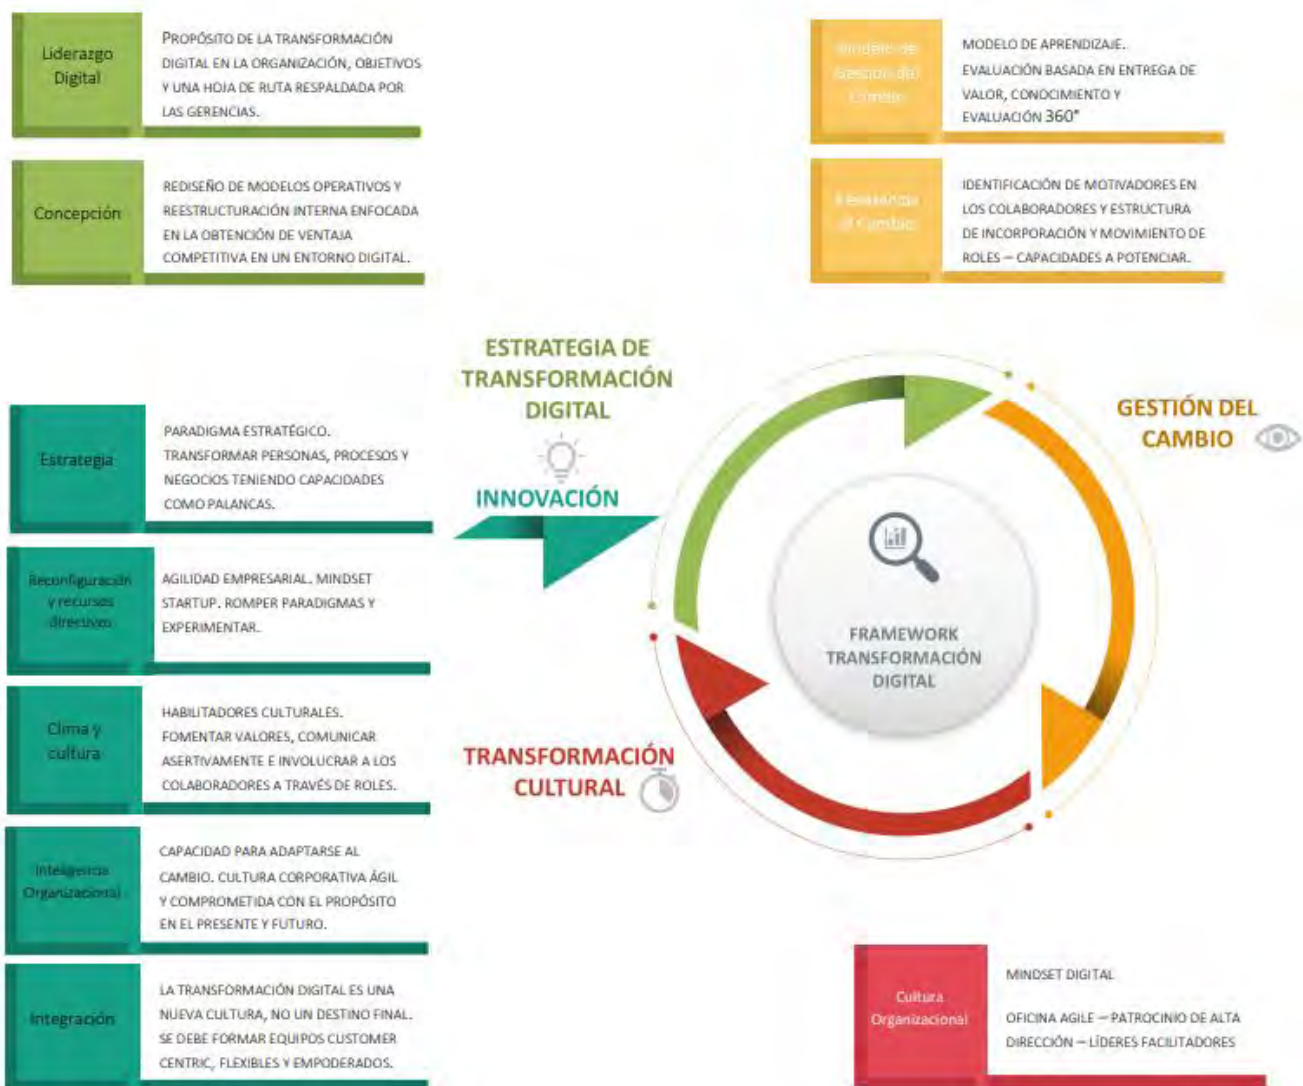 Liderazgo
Digital
PROPÓSITO DE LA TRANSFORMACIÓN
DIGITAL EN LA ORGANIZACIÓN, OBJETIVOS
Y UNA HOJA DE RUTA RESPALDADA POR
LAS GERENCIAS.
Concepción
REDISEÑO DE MODELOS OPERATIVOS Y
REESTRUCTURACIÓN INTERNA ENFOCADA
EN LA OBTENCIÓN DE VENTAJA
COMPETITIVA EN UN ENTORNO DIGITAL.
Modelo de
Gestión del
Cambio
MODELO DE APRENDIZAJE.
EVALUACIÓN BASADA EN ENTREGA DE
VALOR, CONOCIMIENTO Y
EVALUACIÓN 360°
Resistencia
al Cambio
IDENTIFICACIÓN DE MOTIVADORES EN
LOS COLABORADORES Y ESTRUCTURA
DE INCORPORACIÓN Y MOVIMIENTO DE
ROLES – CAPACIDADES A POTENCIAR.
ESTRATEGIA DE
TRANSFORMACIÓN
DIGITAL
INNOVACIÓN
GESTIÓN DEL
CAMBIO
FRAMEWORK
TRANSFORMACIÓN
DIGITAL
TRANSFORMACIÓN
CULTURAL
Estrategia
PARADIGMA ESTRATÉGICO.
TRANSFORMAR PERSONAS, PROCESOS Y
NEGOCIOS TENIENDO CAPACIDADES
COMO PALANCAS.
Reconfiguración
y recursos
directivos
AGILIDAD EMPRESARIAL. MINDSET
STARTUP. ROMPER PARADIGMAS Y
EXPERIMENTAR.
Clima y
cultura
HABILITADORES CULTURALES.
FOMENTAR VALORES, COMUNICAR
ASERTIVAMENTE E INVOLUCRAR A LOS
COLABORADORES A TRAVÉS DE ROLES.
Inteligencia
Organizacional
CAPACIDAD PARA ADAPTARSE AL
CAMBIO. CULTURA CORPORATIVA ÁGIL
Y COMPROMETIDA CON EL PROPÓSITO
EN EL PRESENTE Y FUTURO.
Integración
LA TRANSFORMACIÓN DIGITAL ES UNA
NUEVA CULTURA, NO UN DESTINO FINAL.
SE DEBE FORMAR EQUIPOS CUSTOMER
CENTRIC, FLEXIBLES Y EMPODERADOS.
Cultura
Organizacional
MINDSET DIGITAL
OFICINA AGILE – PATROCINIO DE ALTA
DIRECCIÓN – LÍDERES FACILITADORES